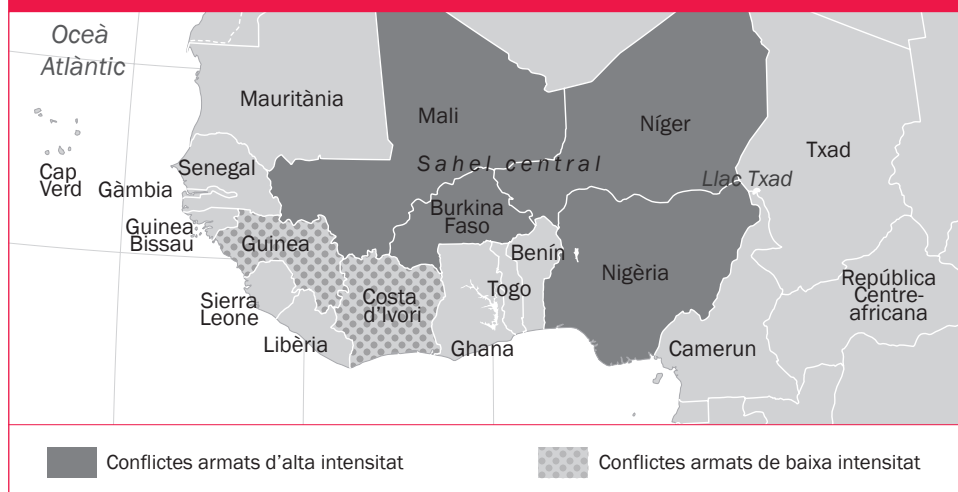 Oceà
Atlàntic
Mauritània
Mali
Níger
Txad
Sahel central
Llac Txad
Cap
Verd
Senegal
Gàmbia
Guinea
Bissau
Guinea
Burkina
Faso
Benín
Togo
Nigèria
República
Centre-
africana
Sierra
Leone
Costa
d'Ivori
Libèria
Ghana
Camerun
Conflictes armats d'alta intensitat
Conflictes armats de baixa intensitat